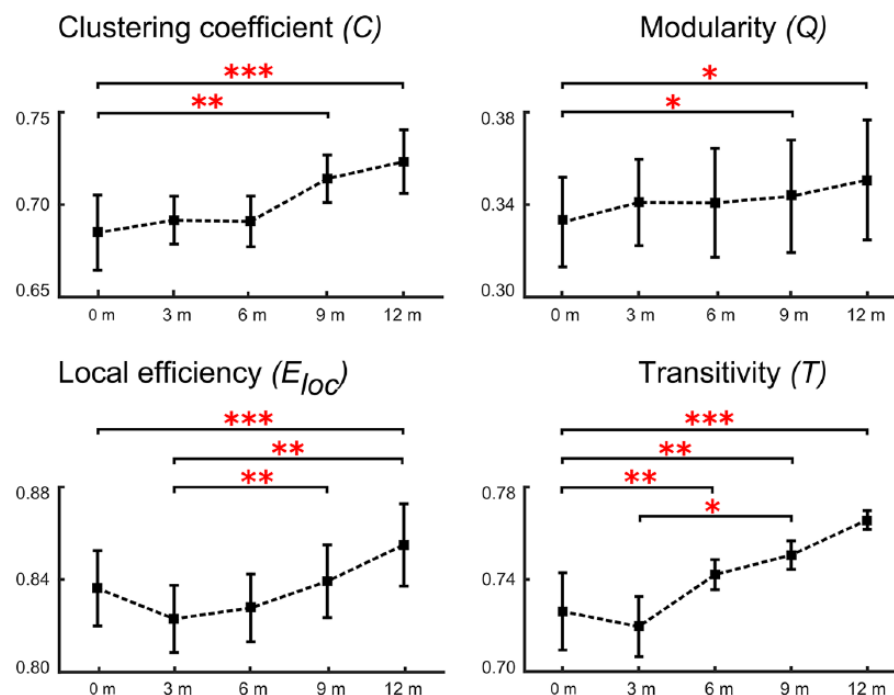 Clustering coefficient (C)
***
**
0.75
0.70
0.65
0 m 3 m 6 m 9 m 12 m
Modularity (Q)
*
*
0.38
0.34
0.30
0 m 3 m 6 m 9 m 12 m
Local efficiency (Eloc)
***
**
**
0.88
0.84
0.80
0 m 3 m 6 m 9 m 12 m
Transitivity (T)
***
**
**
*
0.78
0.74
0.70
0 m 3 m 6 m 9 m 12 m